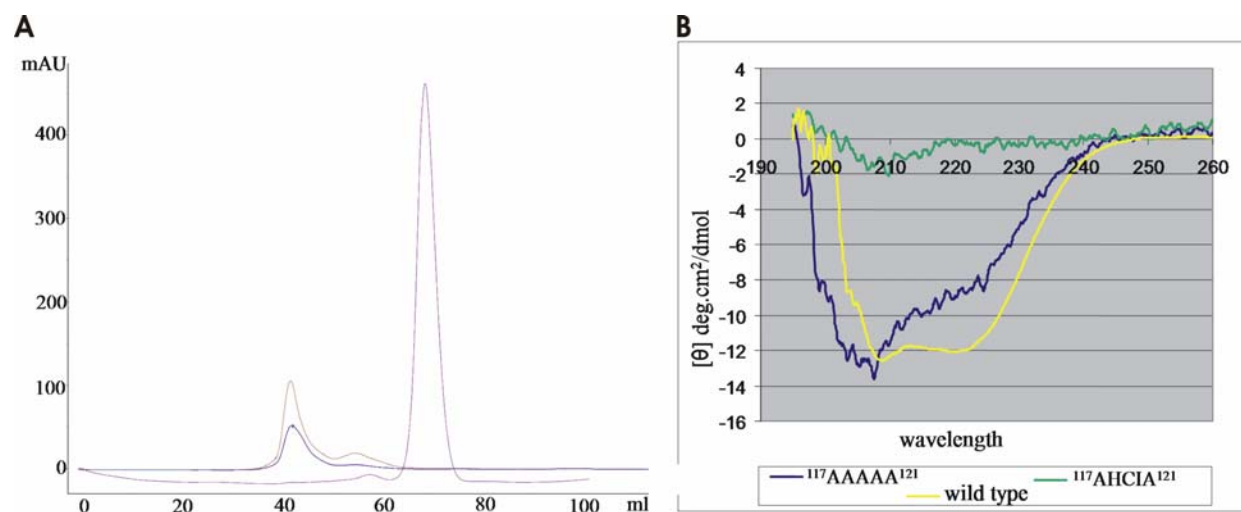 A
mAU
400
300
200
100
0
0 20 40 60 80 100 ml
B
4
2
0
-2
-4
-6
-8
-10
-12
-14
-16
190 200 210 220 230 240 250 260
[θ] deg.cm²/dmol
wavelength
¹¹⁷AAAAA¹²¹ ¹¹⁷AHCIA¹²¹
wild type